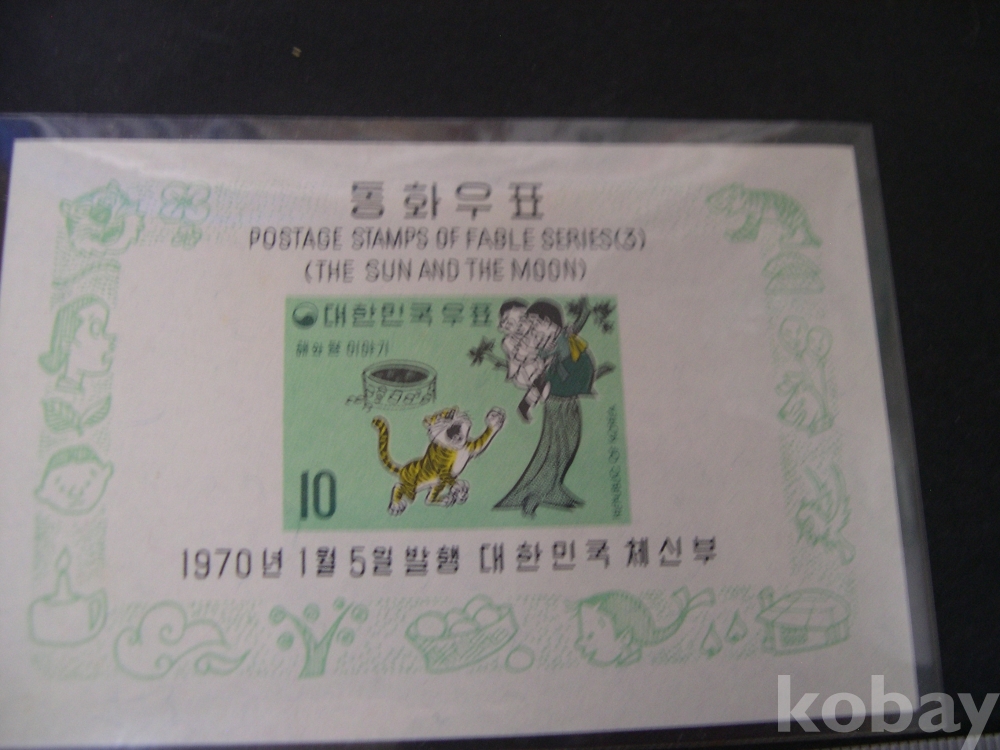 동화우표
POSTAGE STAMPS OF FABLE SERIES(3)
(THE SUN AND THE MOON)
대한민국우표
해와 달 이야기
10
REPUBLIC OF KOREA
1970년 1월 5일 발행 대한민국 체신부
kobay